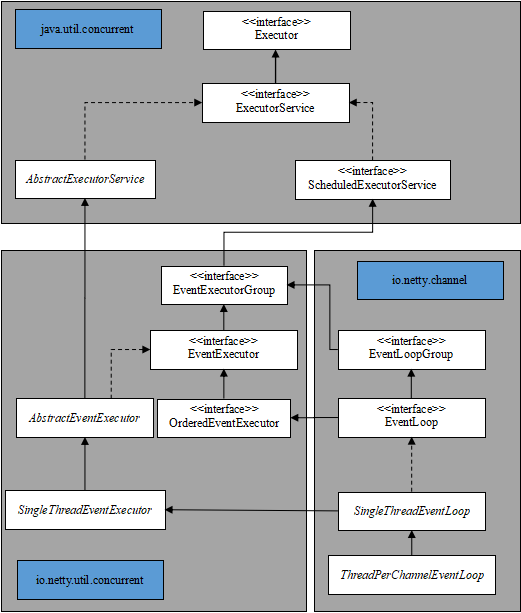 java.util.concurrent
<<interface>>
Executor
<<interface>>
ExecutorService
AbstractExecutorService
<<interface>>
ScheduledExecutorService
<<interface>>
EventExecutorGroup
io.netty.channel
<<interface>>
EventExecutor
<<interface>>
EventLoopGroup
AbstractEventExecutor
<<interface>>
OrderedEventExecutor
<<interface>>
EventLoop
SingleThreadEventExecutor
SingleThreadEventLoop
io.netty.util.concurrent
ThreadPerChannelEventLoop